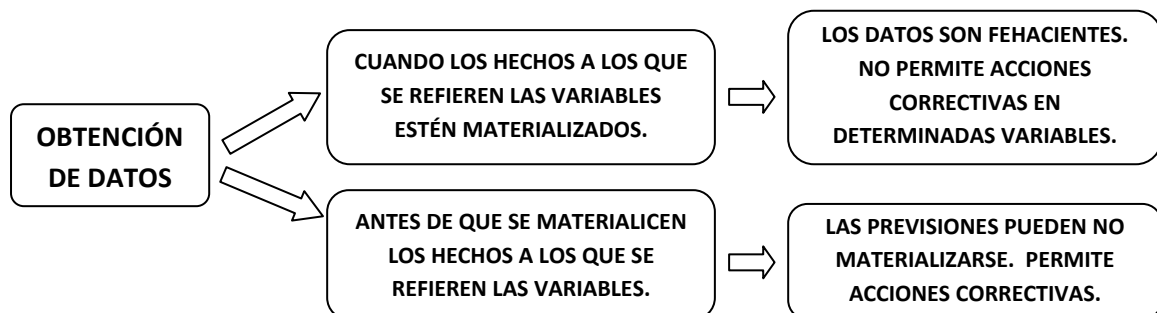 OBTENCIÓN
DE DATOS
CUANDO LOS HECHOS A LOS QUE
SE REFIEREN LAS VARIABLES
ESTÉN MATERIALIZADOS.
LOS DATOS SON FEHACIENTES.
NO PERMITE ACCIONES
CORRECTIVAS EN
DETERMINADAS VARIABLES.
ANTES DE QUE SE MATERIALICEN
LOS HECHOS A LOS QUE SE
REFIEREN LAS VARIABLES.
LAS PREVISIONES PUEDEN NO
MATERIALIZARSE. PERMITE
ACCIONES CORRECTIVAS.